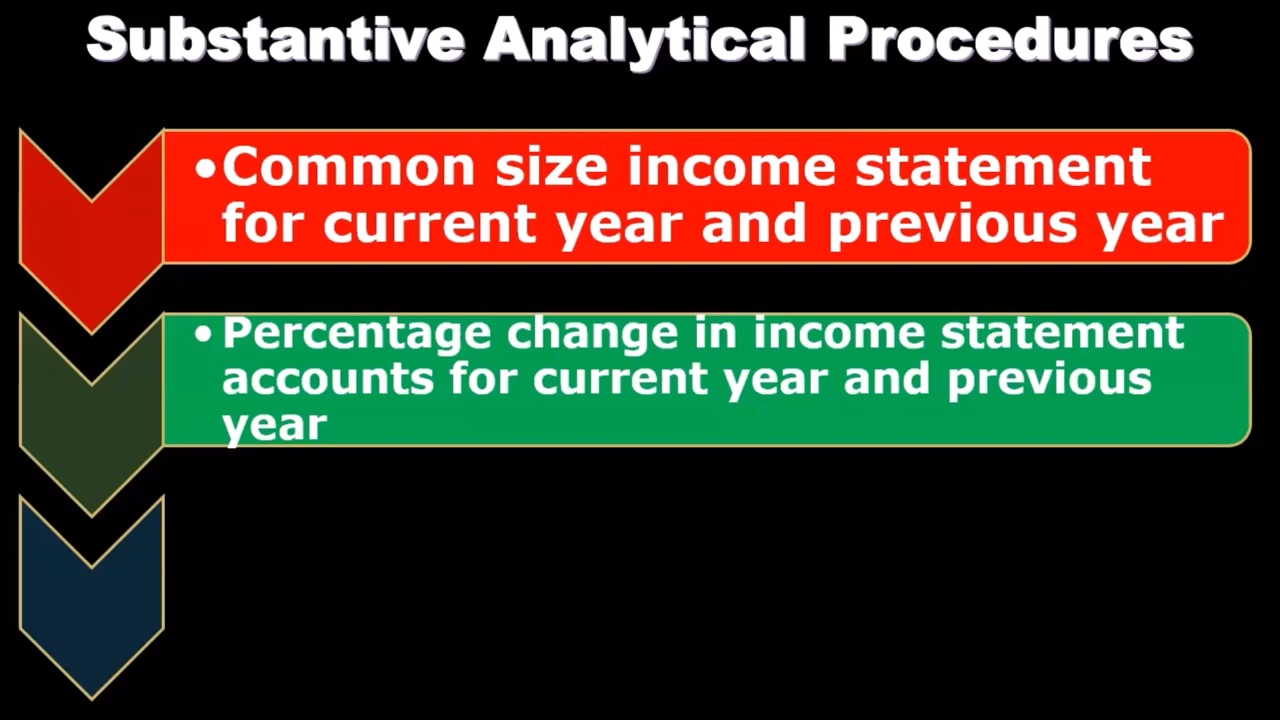 Substantive Analytical Procedures
•Common size income statement
for current year and previous year
•Percentage change in income statement
accounts for current year and previous
year